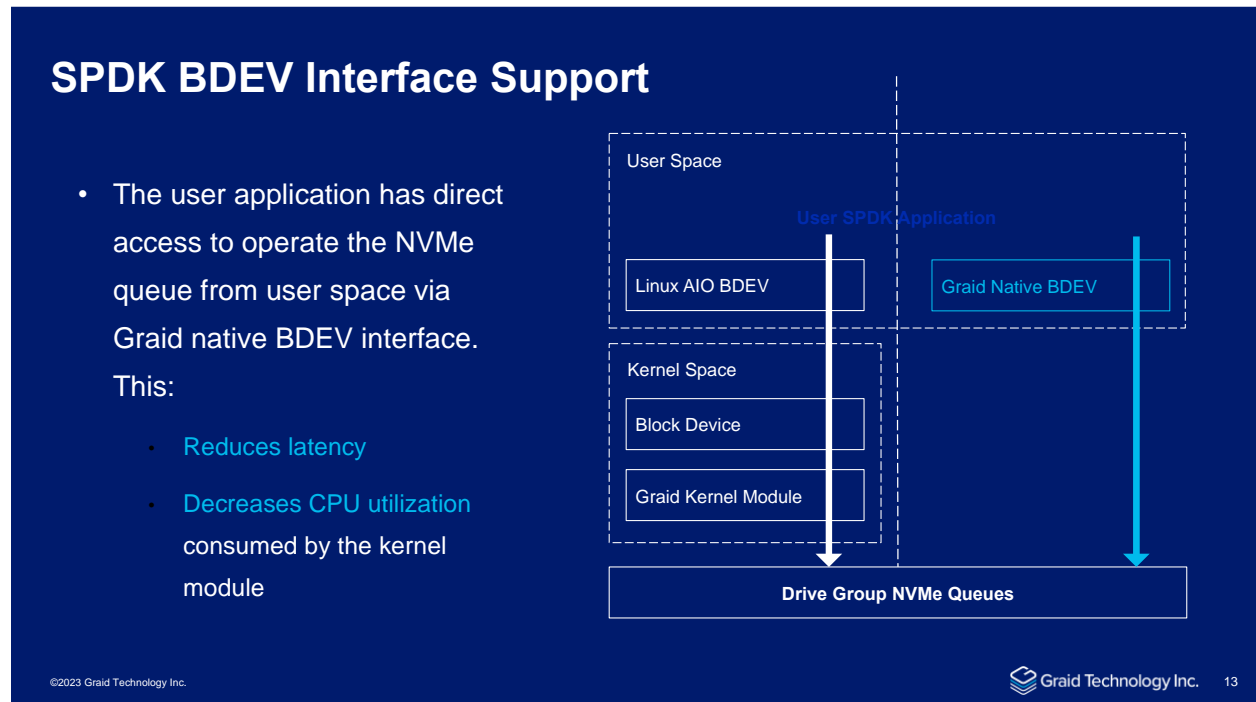 SPDK BDEV Interface Support
• The user application has direct
access to operate the NVMe
queue from user space via
Graid native BDEV interface.
This:
• Reduces latency
• Decreases CPU utilization
consumed by the kernel
module
User Space
User SPDK Application
Linux AIO BDEV
Graid Native BDEV
Kernel Space
Block Device
Graid Kernel Module
Drive Group NVMe Queues
©2023 Graid Technology Inc.
Graid Technology Inc.
13